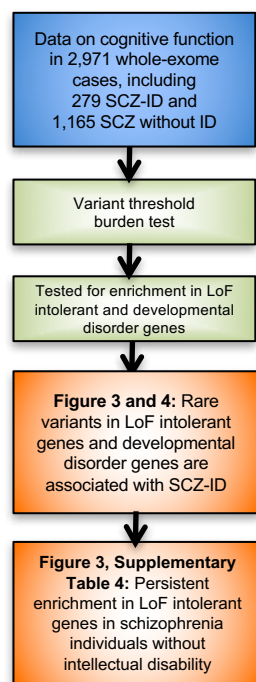 Data on cognitive function
in 2,971 whole-exome
cases, including
279 SCZ-ID and
1,165 SCZ without ID
Variant threshold
burden test
Tested for enrichment in LoF
intolerant and developmental
disorder genes
Figure 3 and 4: Rare
variants in LoF intolerant
genes and developmental
disorder genes are
associated with SCZ-ID
Figure 3, Supplementary
Table 4: Persistent
enrichment in LoF intolerant
genes in schizophrenia
individuals without
intellectual disability